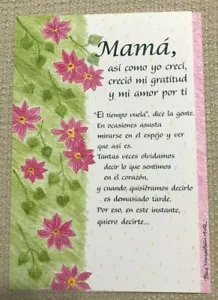 Mamá,
así como yo crecí,
creció mi gratitud
y mi amor por ti
"El tiempo vuela", dice la gente.
En ocasiones asusta
mirarse en el espejo y ver
que así es.
Tantas veces olvidamos
decir lo que sentimos
en el corazón,
y cuando quisiéramos decirlo
es demasiado tarde.
Por eso, en este instante,
quiero decirte...